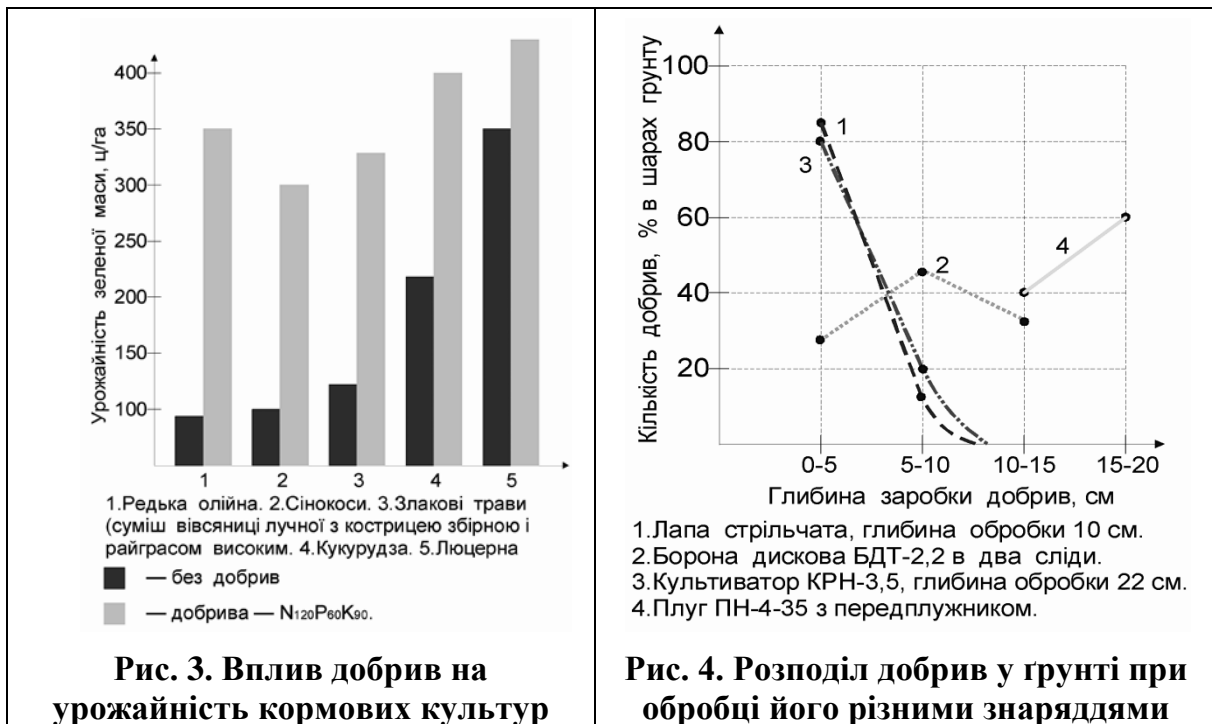 Урожайність зеленої маси, ц/га
400
350
300
250
200
150
100
1 2 3 4 5
1.Редька олійна. 2.Сінокоси. 3.Злакові трави
(суміш вівсяниці лучної з кострицею збірною і
райграсом високим. 4.Кукурудза. 5.Люцерна
— без добрив
— добрива — N₁₂₀P₆₀K₉₀.
Рис. 3. Вплив добрив на
урожайність кормових культур
Кількість добрив, % в шарах грунту
100
80
60
40
20
1
3
2
4
0-5 5-10 10-15 15-20
Глибина заробки добрив, см
1.Лапа стрільчата, глибина обробки 10 см.
2.Борона дискова БДТ-2,2 в два сліди.
3.Культиватор КРН-3,5, глибина обробки 22 см.
4.Плуг ПН-4-35 з передплужником.
Рис. 4. Розподіл добрив у ґрунті при
обробці його різними знаряддями